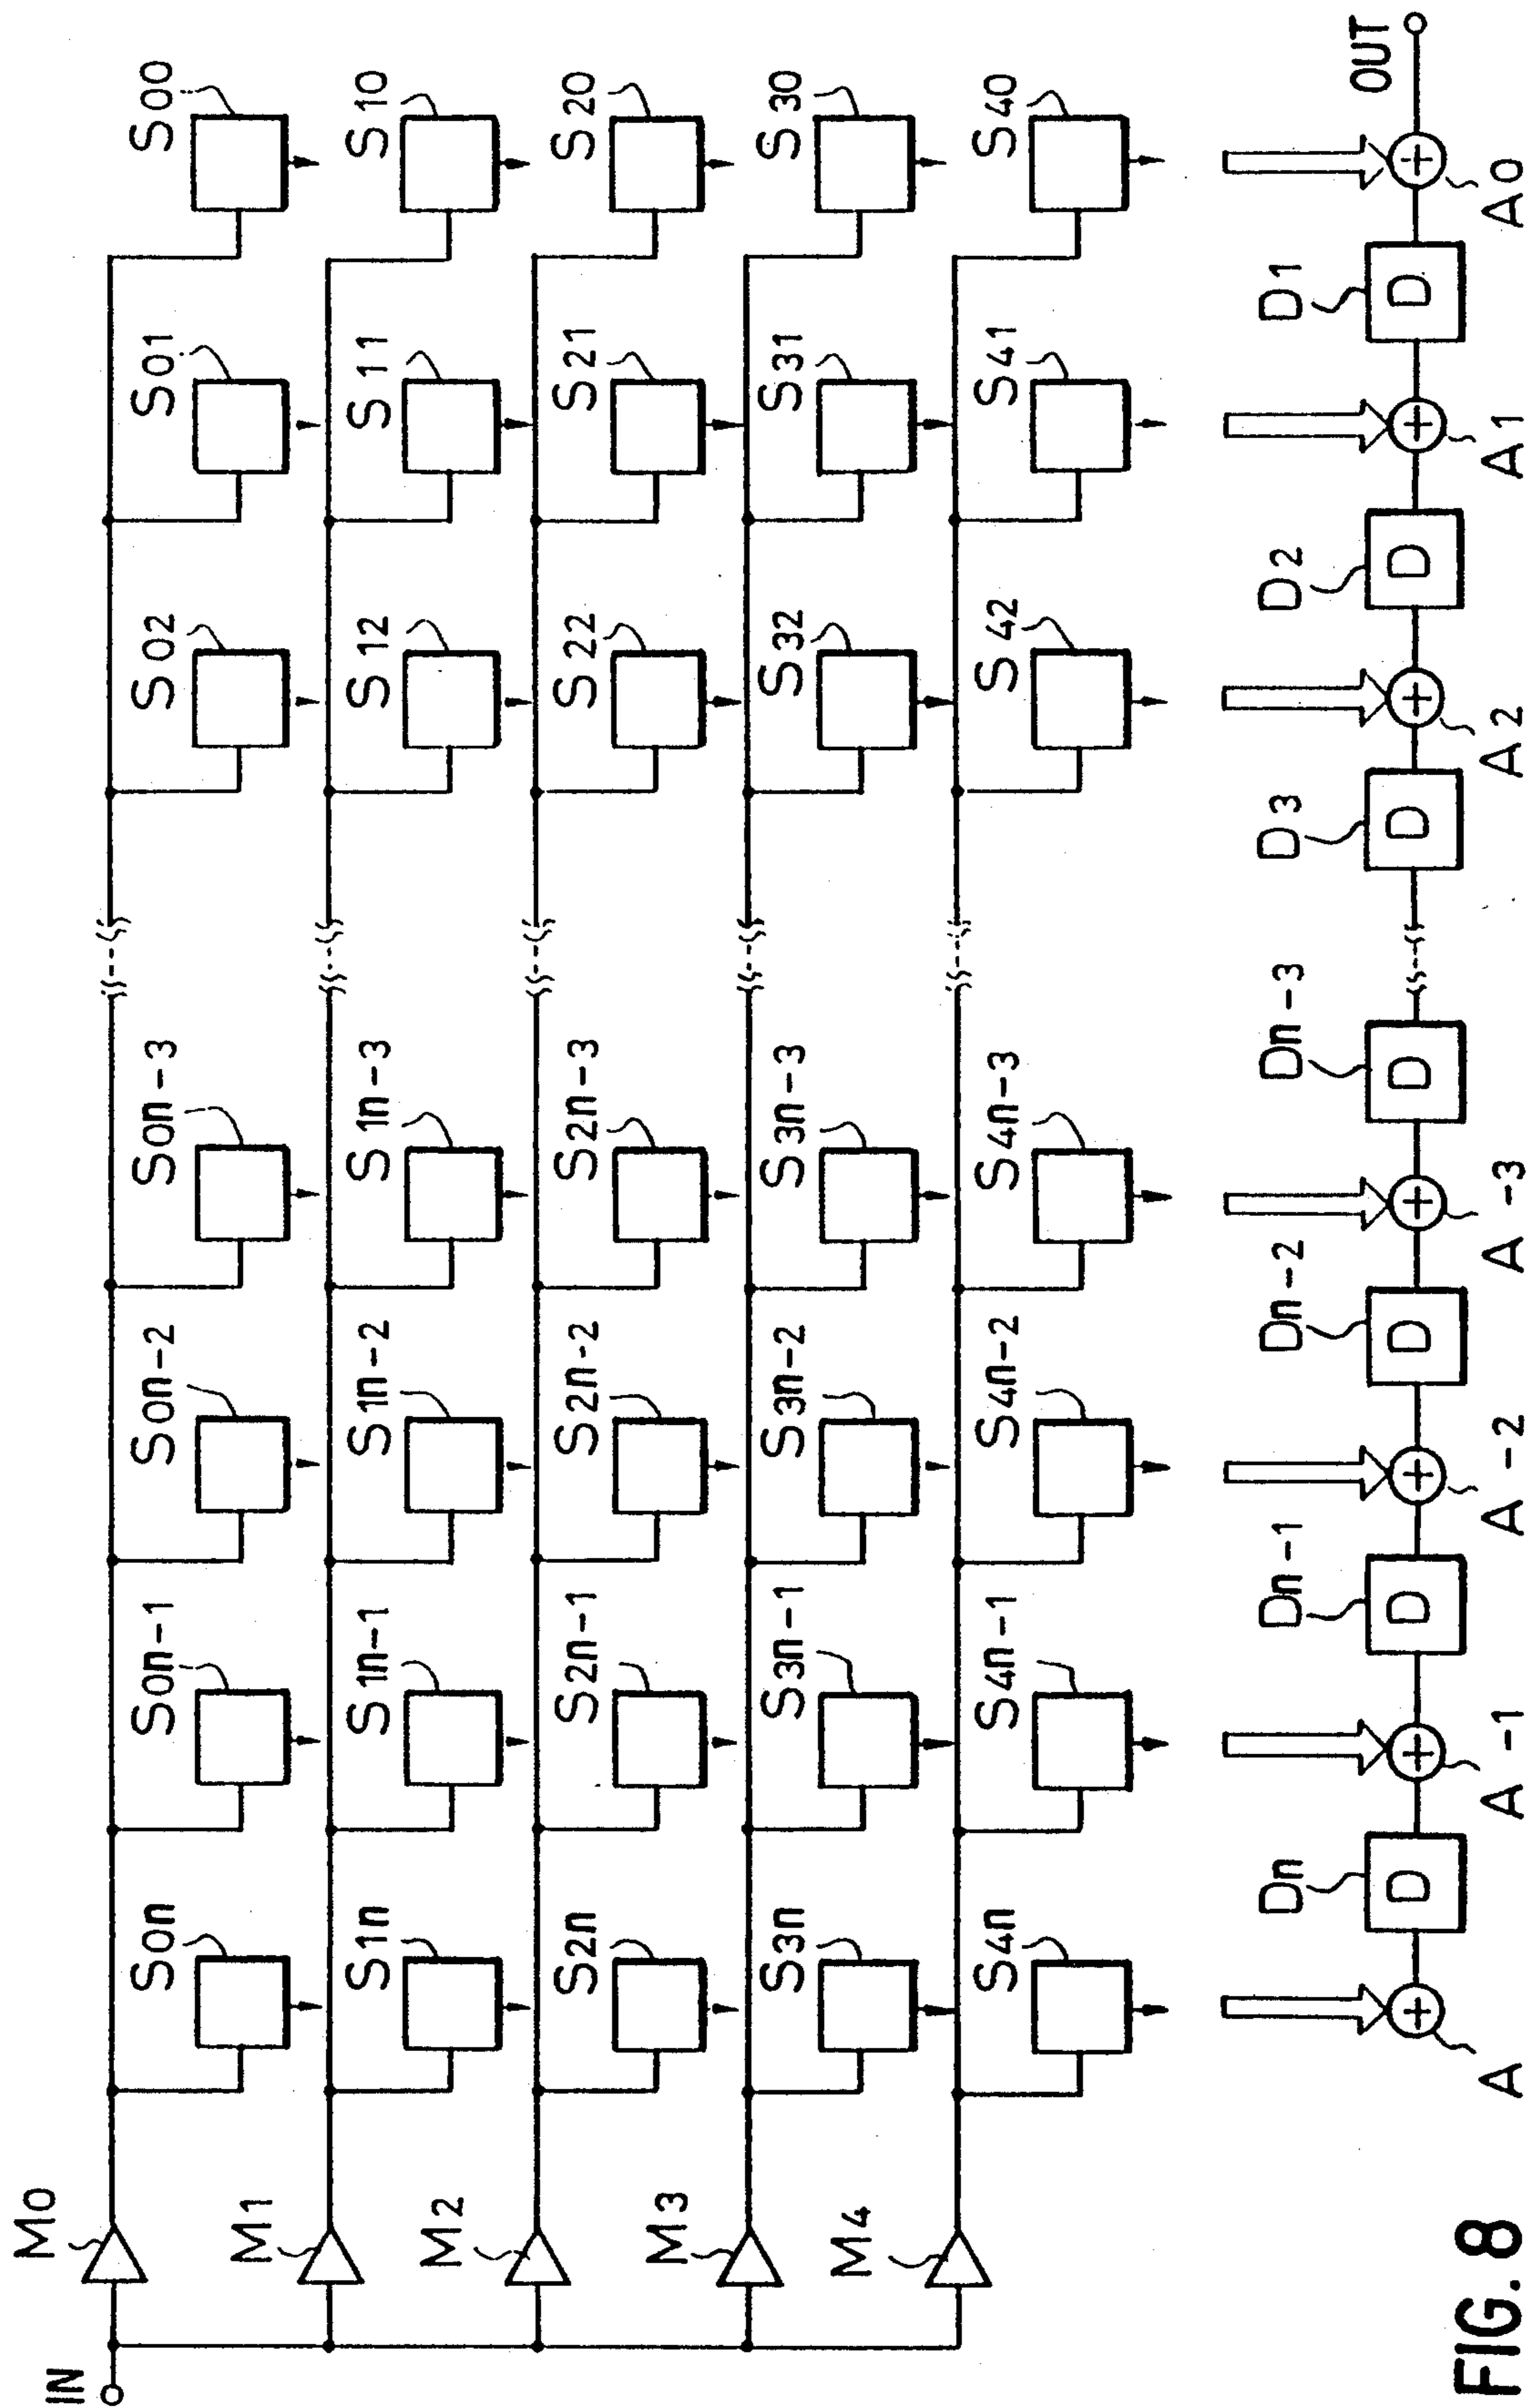 IN
M0
S0n
S0n-1
S0n-2
S0n-3
S02
S01
S00
M1
S1n
S1n-1
S1n-2
S1n-3
S12
S11
S10
M2
S2n
S2n-1
S2n-2
S2n-3
S22
S21
S20
M3
S3n
S3n-1
S3n-2
S3n-3
S32
S31
S30
M4
S4n
S4n-1
S4n-2
S4n-3
S42
S41
S40
Dn
Dn-1
Dn-2
Dn-3
D3
D2
D1
OUT
D
D
D
D
D
D
D
A
A-1
A-2
A-3
A2
A1
A0
FIG. 8